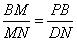 BM/MN = PB/DN